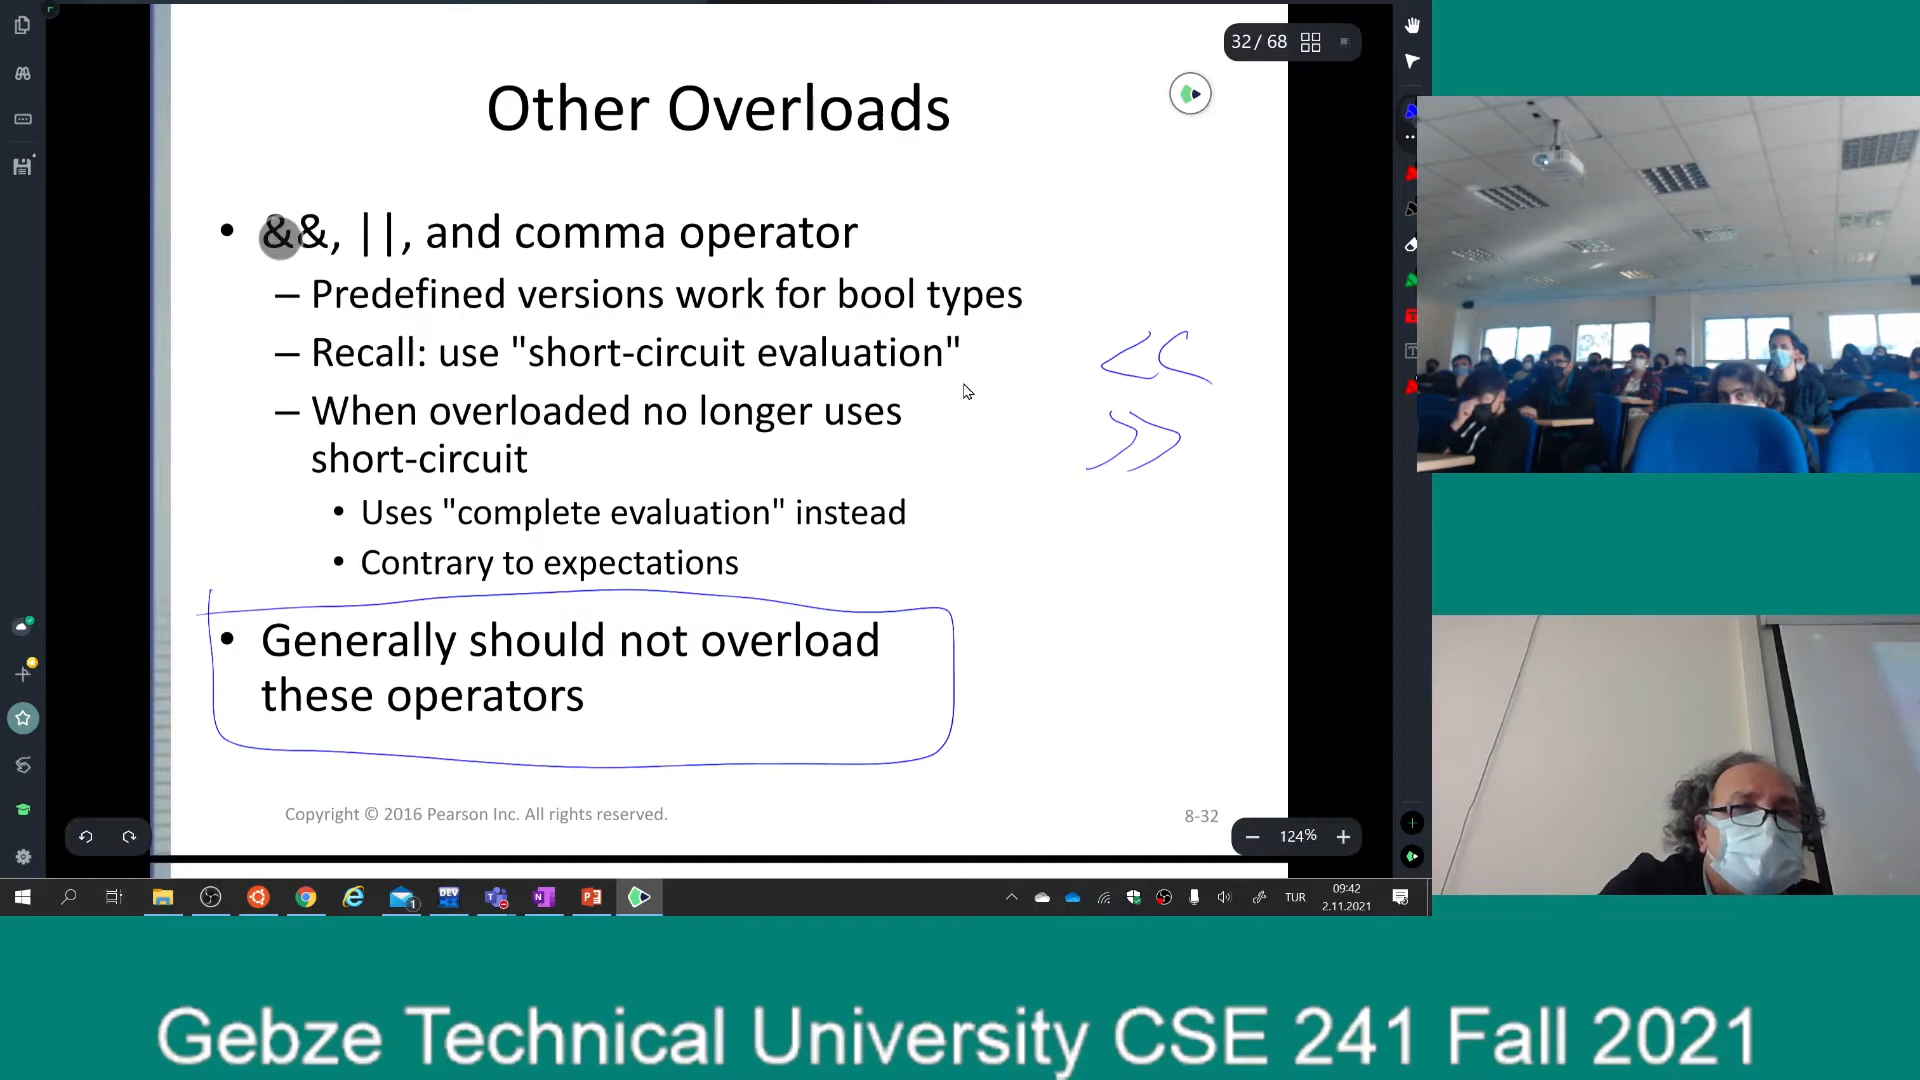 32 / 68
Other Overloads
• &&, ||, and comma operator
– Predefined versions work for bool types
– Recall: use "short-circuit evaluation"
– When overloaded no longer uses
short-circuit
• Uses "complete evaluation" instead
• Contrary to expectations
• Generally should not overload
these operators
<<
>>
Copyright © 2016 Pearson Inc. All rights reserved.
8-32
124%
DEV
1
TUR
09:42
2.11.2021
Gebze Technical University CSE 241 Fall 2021